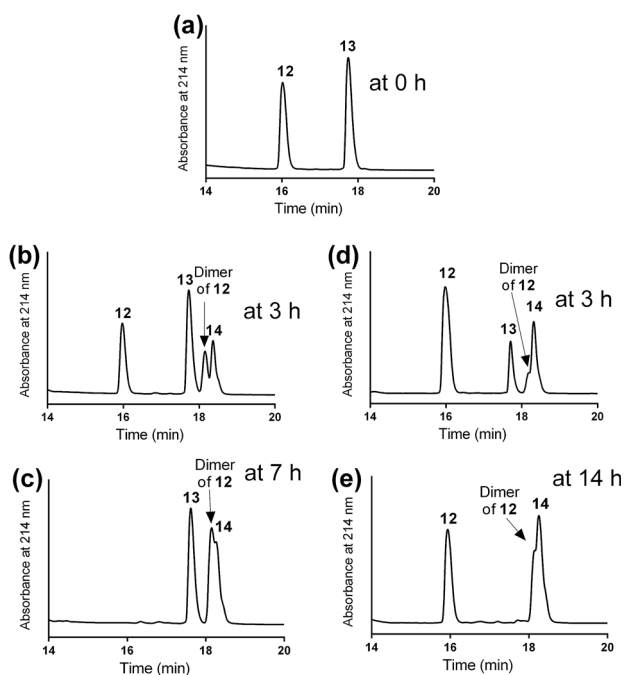 (a)
Absorbance at 214 nm
12
13
at 0 h
14 16 18 20
Time (min)
(b)
Absorbance at 214 nm
12
13
Dimer
of 12
14
at 3 h
14 16 18 20
Time (min)
(d)
Absorbance at 214 nm
12
Dimer
of 12
13
14
at 3 h
14 16 18 20
Time (min)
(c)
Absorbance at 214 nm
13
Dimer
of 12
14
at 7 h
14 16 18 20
Time (min)
(e)
Absorbance at 214 nm
12
Dimer
of 12
14
at 14 h
14 16 18 20
Time (min)